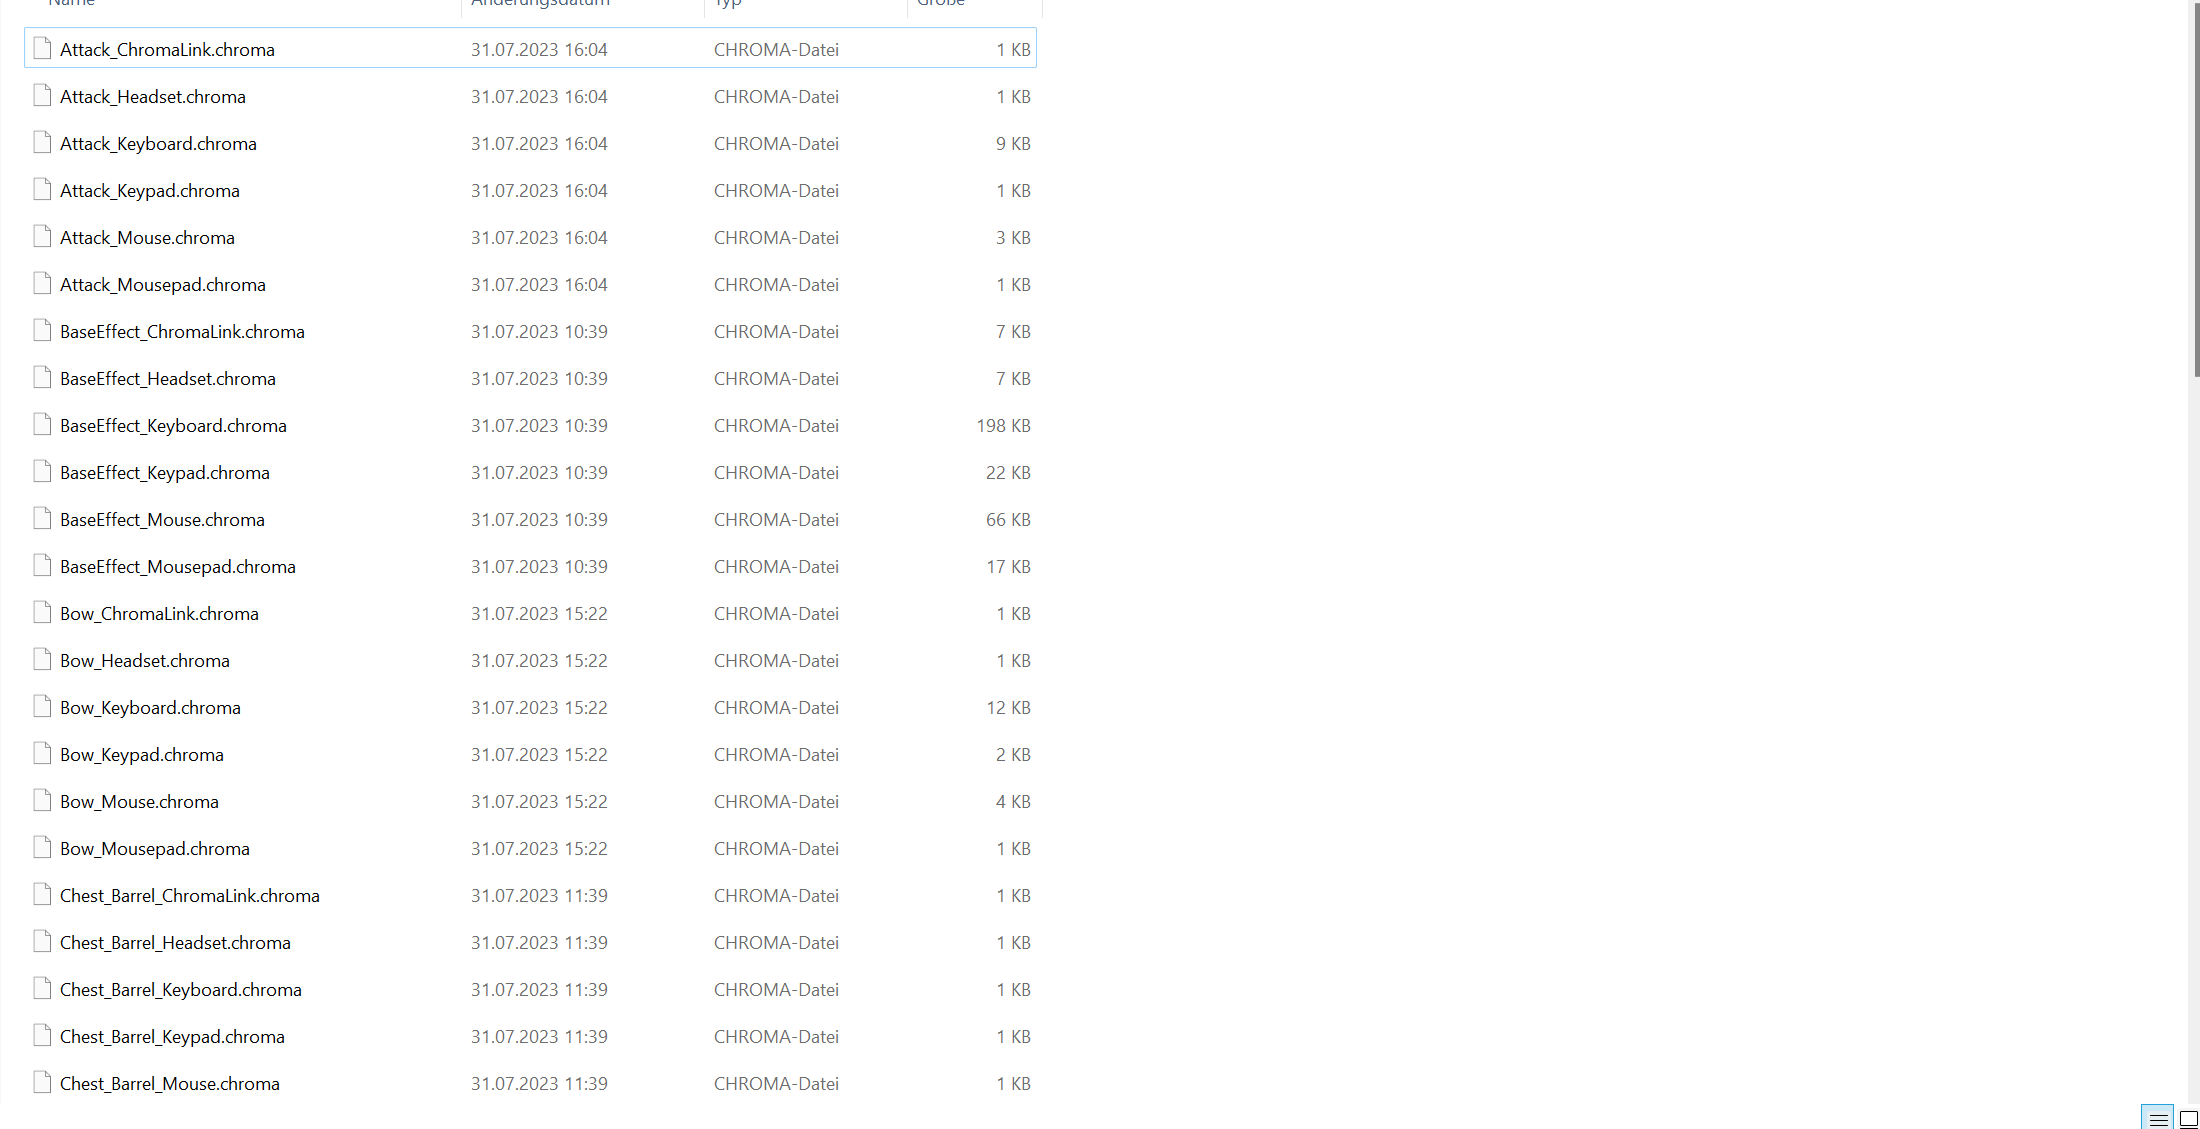 Name Änderungsdatum Typ Größe
Attack_ChromaLink.chroma 31.07.2023 16:04 CHROMA-Datei 1 KB
Attack_Headset.chroma 31.07.2023 16:04 CHROMA-Datei 1 KB
Attack_Keyboard.chroma 31.07.2023 16:04 CHROMA-Datei 9 KB
Attack_Keypad.chroma 31.07.2023 16:04 CHROMA-Datei 1 KB
Attack_Mouse.chroma 31.07.2023 16:04 CHROMA-Datei 3 KB
Attack_Mousepad.chroma 31.07.2023 16:04 CHROMA-Datei 1 KB
BaseEffect_ChromaLink.chroma 31.07.2023 10:39 CHROMA-Datei 7 KB
BaseEffect_Headset.chroma 31.07.2023 10:39 CHROMA-Datei 7 KB
BaseEffect_Keyboard.chroma 31.07.2023 10:39 CHROMA-Datei 198 KB
BaseEffect_Keypad.chroma 31.07.2023 10:39 CHROMA-Datei 22 KB
BaseEffect_Mouse.chroma 31.07.2023 10:39 CHROMA-Datei 66 KB
BaseEffect_Mousepad.chroma 31.07.2023 10:39 CHROMA-Datei 17 KB
Bow_ChromaLink.chroma 31.07.2023 15:22 CHROMA-Datei 1 KB
Bow_Headset.chroma 31.07.2023 15:22 CHROMA-Datei 1 KB
Bow_Keyboard.chroma 31.07.2023 15:22 CHROMA-Datei 12 KB
Bow_Keypad.chroma 31.07.2023 15:22 CHROMA-Datei 2 KB
Bow_Mouse.chroma 31.07.2023 15:22 CHROMA-Datei 4 KB
Bow_Mousepad.chroma 31.07.2023 15:22 CHROMA-Datei 1 KB
Chest_Barrel_ChromaLink.chroma 31.07.2023 11:39 CHROMA-Datei 1 KB
Chest_Barrel_Headset.chroma 31.07.2023 11:39 CHROMA-Datei 1 KB
Chest_Barrel_Keyboard.chroma 31.07.2023 11:39 CHROMA-Datei 1 KB
Chest_Barrel_Keypad.chroma 31.07.2023 11:39 CHROMA-Datei 1 KB
Chest_Barrel_Mouse.chroma 31.07.2023 11:39 CHROMA-Datei 1 KB